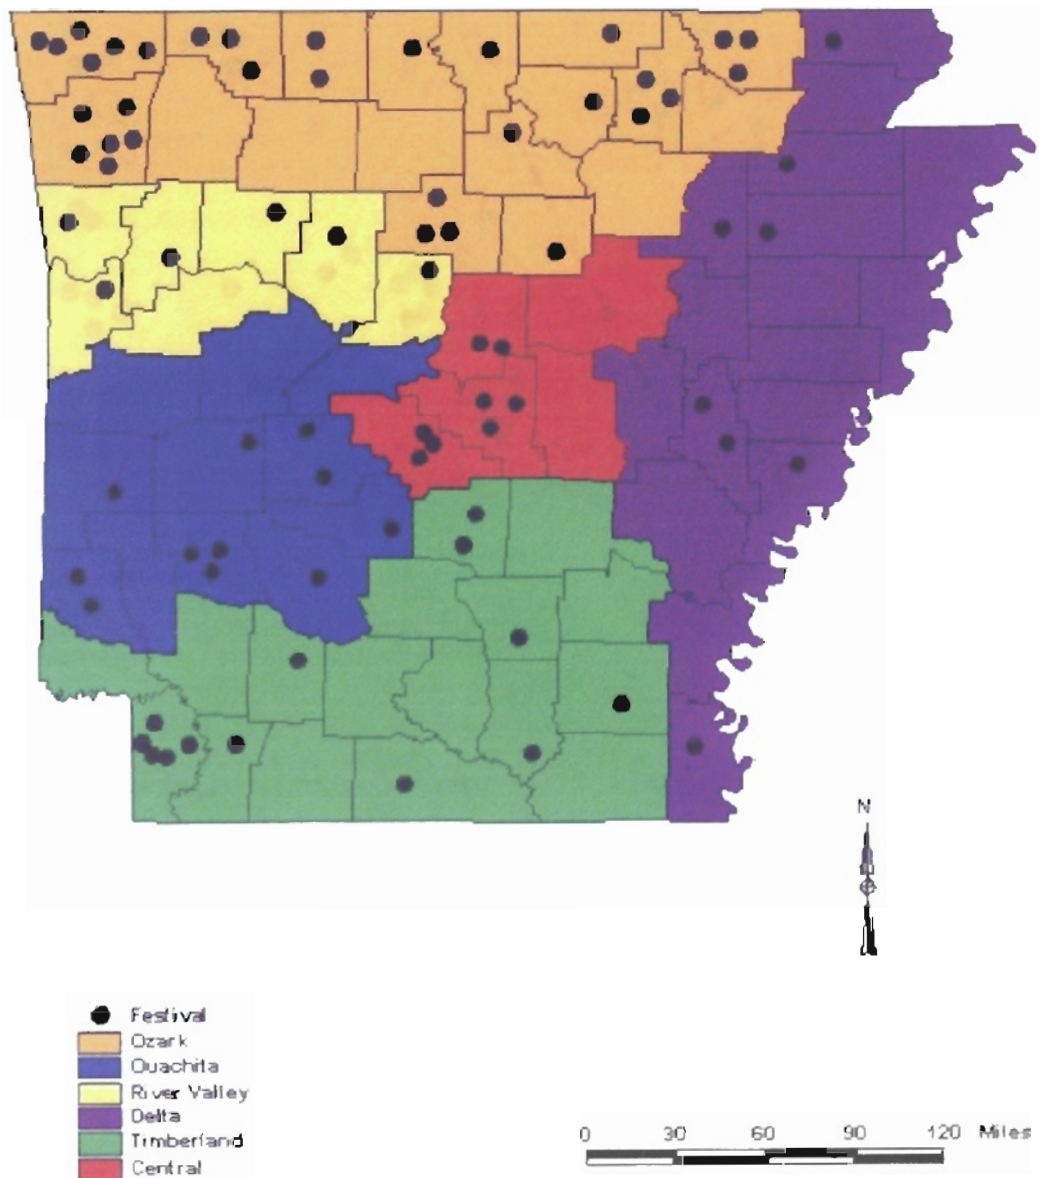 N
Festival
Ozark
Ouachita
River Valley
Delta
Timberland
Central
0 30 60 90 120 Miles